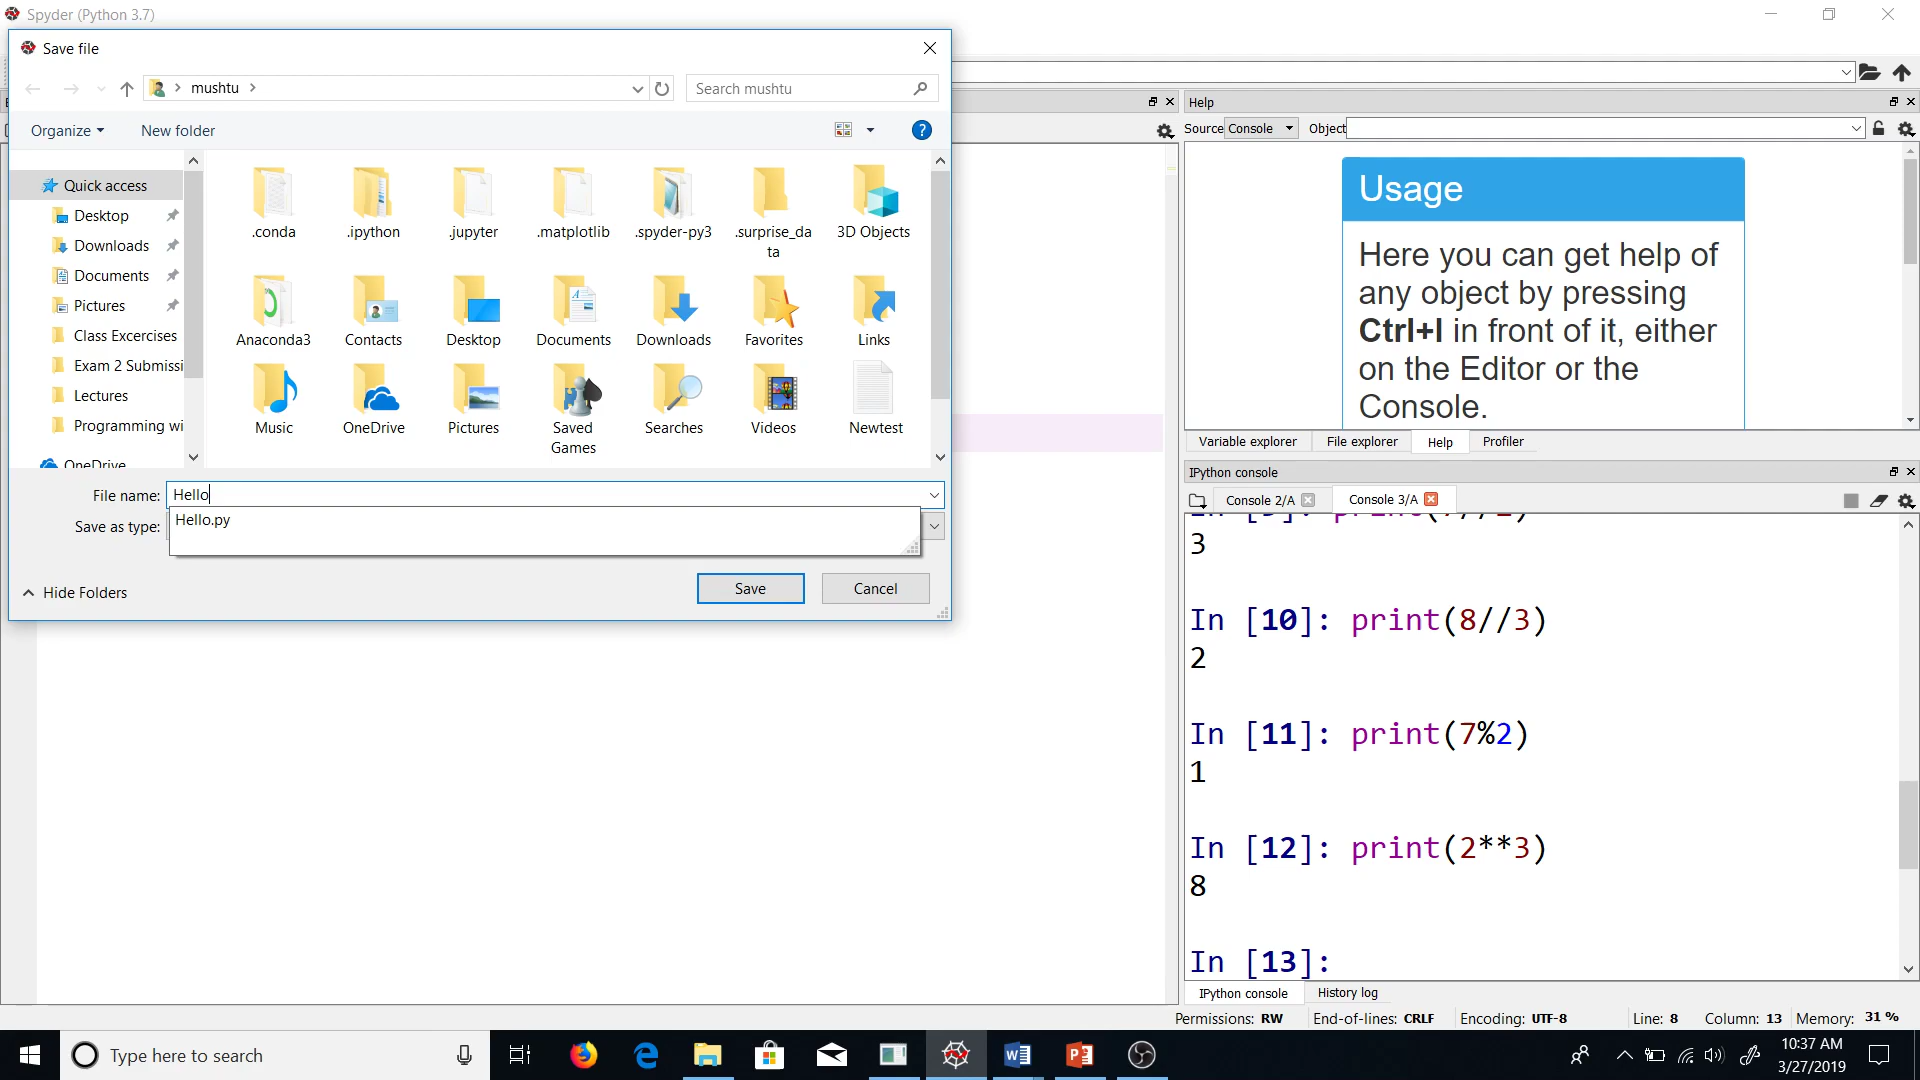 Spyder (Python 3.7)
Save file
mushtu
Search mushtu
Organize
New folder
Quick access
Desktop
Downloads
Documents
Pictures
Class Excercises
Exam 2 Submissi
Lectures
Programming wi
OneDrive
.conda
.ipython
.jupyter
.matplotlib
.spyder-py3
.surprise_da
ta
3D Objects
Anaconda3
Contacts
Desktop
Documents
Downloads
Favorites
Links
Music
OneDrive
Pictures
Saved
Games
Searches
Videos
Newtest
File name: Hello
Hello.py
Save as type:
Hide Folders
Save
Cancel
Help
Source Console Object
Usage
Here you can get help of
any object by pressing
Ctrl+I in front of it, either
on the Editor or the
Console.
Variable explorer File explorer Help Profiler
IPython console
Console 2/A Console 3/A
3
In [10]: print(8//3)
2
In [11]: print(7%2)
1
In [12]: print(2**3)
8
In [13]:
IPython console History log
Permissions: RW End-of-lines: CRLF Encoding: UTF-8 Line: 8 Column: 13 Memory: 31 %
Type here to search
10:37 AM
3/27/2019